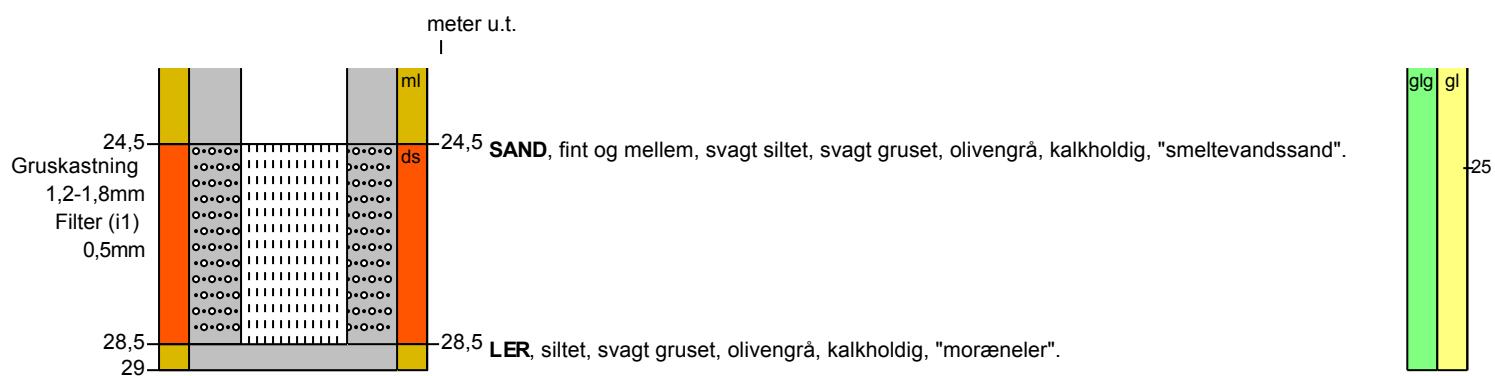 meter u.t.
ml
glg gl
24,5 24,5 SAND, fint og mellem, svagt siltet, svagt gruset, olivengrå, kalkholdig, "smeltevandssand".
ds
Gruskastning
25
1,2-1,8mm
Filter (i1)
0,5mm
28,5 28,5 LER, siltet, svagt gruset, olivengrå, kalkholdig, "moræneler".
29